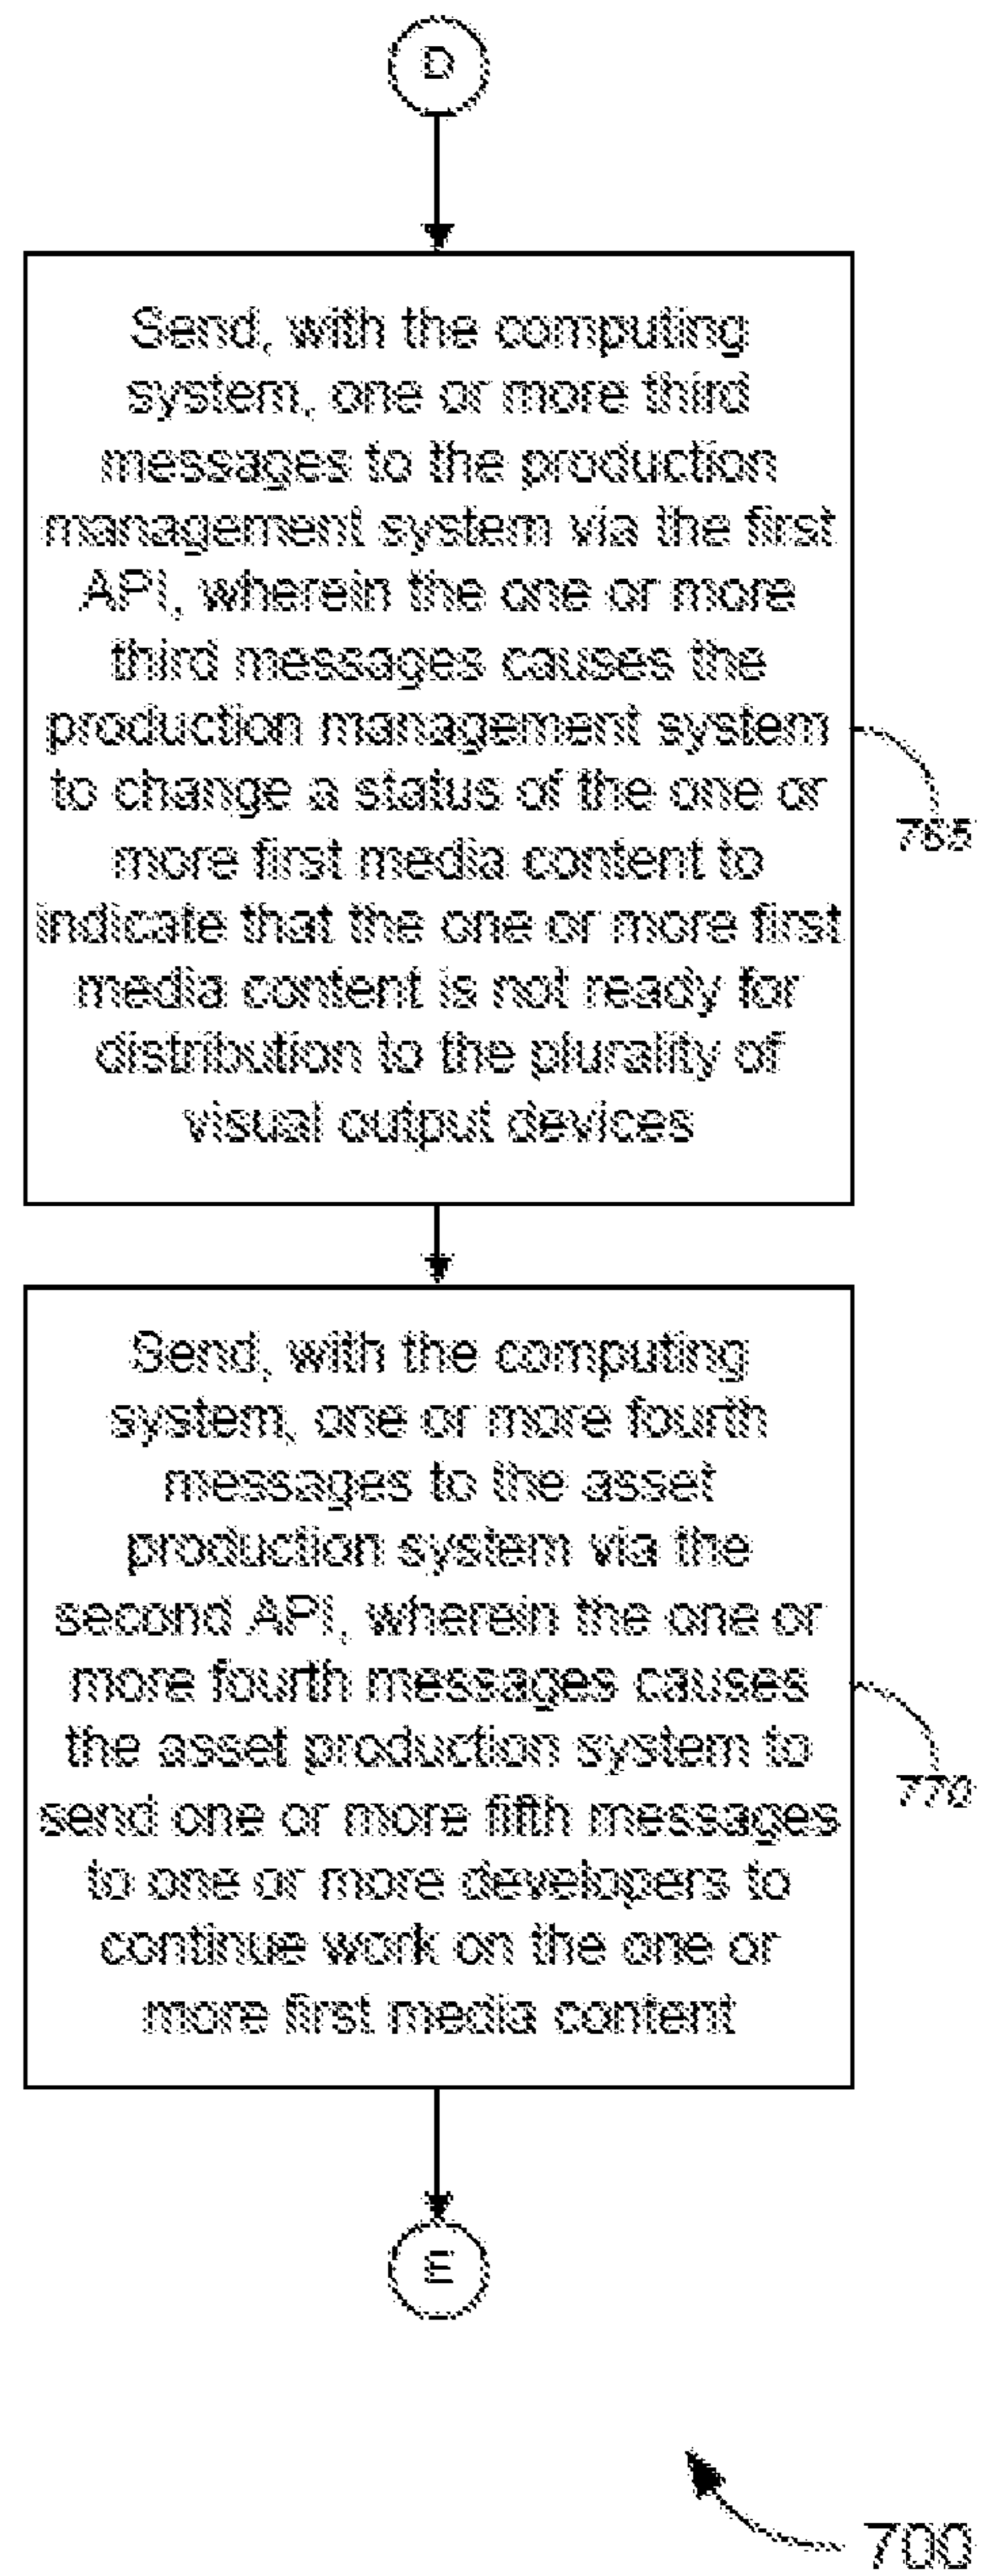 D
Send, with the computing
system, one or more third
messages to the production
management system via the first
API, wherein the one or more
third messages causes the
production management system
to change a status of the one or
more first media content to
indicate that the one or more first
media content is not ready for
distribution to the plurality of
visual output devices
765
Send, with the computing
system, one or more fourth
messages to the asset
production system via the
second API, wherein the one or
more fourth messages causes
the asset production system to
send one or more fifth messages
to one or more developers to
continue work on the one or
more first media content
770
E
700